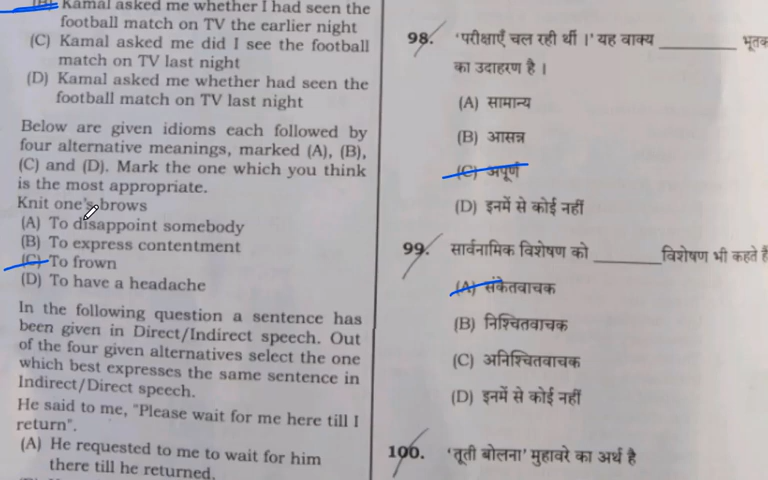 (B) Kamal asked me whether I had seen the
football match on TV the earlier night
(C) Kamal asked me did I see the football
match on TV last night
(D) Kamal asked me whether had seen the
football match on TV last night
Below are given idioms each followed by
four alternative meanings, marked (A), (B),
(C) and (D). Mark the one which you think
is the most appropriate.
Knit one's brows
(A) To disappoint somebody
(B) To express contentment
(C) To frown
(D) To have a headache
In the following question a sentence has
been given in Direct/Indirect speech. Out
of the four given alternatives select the one
which best expresses the same sentence in
Indirect/Direct speech.
He said to me, "Please wait for me here till I
return".
(A) He requested to me to wait for him
there till he returned.
98. 'परीक्षाएँ चल रही थीं ।' यह वाक्य ________
का उदाहरण है ।
(A) सामान्य
(B) आसन्न
(C) अपूर्ण
(D) इनमें से कोई नहीं
99. सार्वनामिक विशेषण को _______ विशेषण भी कहते हैं
(A) संकेतवाचक
(B) निश्चितवाचक
(C) अनिश्चितवाचक
(D) इनमें से कोई नहीं
100. 'तूती बोलना' मुहावरे का अर्थ है